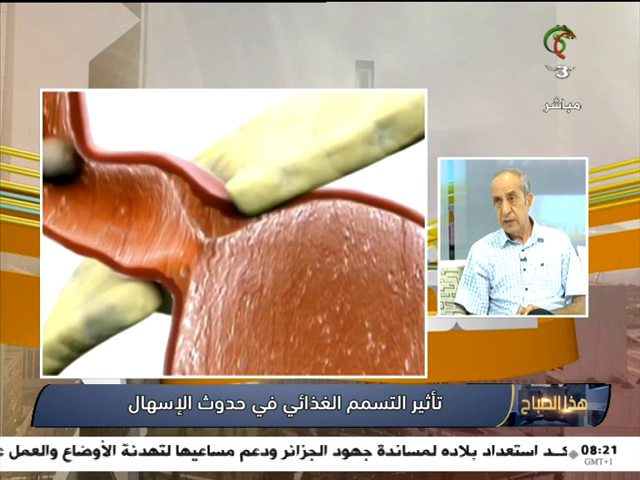 3
مباشر
تأثير التسمم الغذائي في حدوث الإسهال
هذا الصباح
ـكـد استعداد بلاده لمساندة جهود الجزائر ودعم مساعيها لتهدئة الأوضاع والعمل
08:21
GMT+1